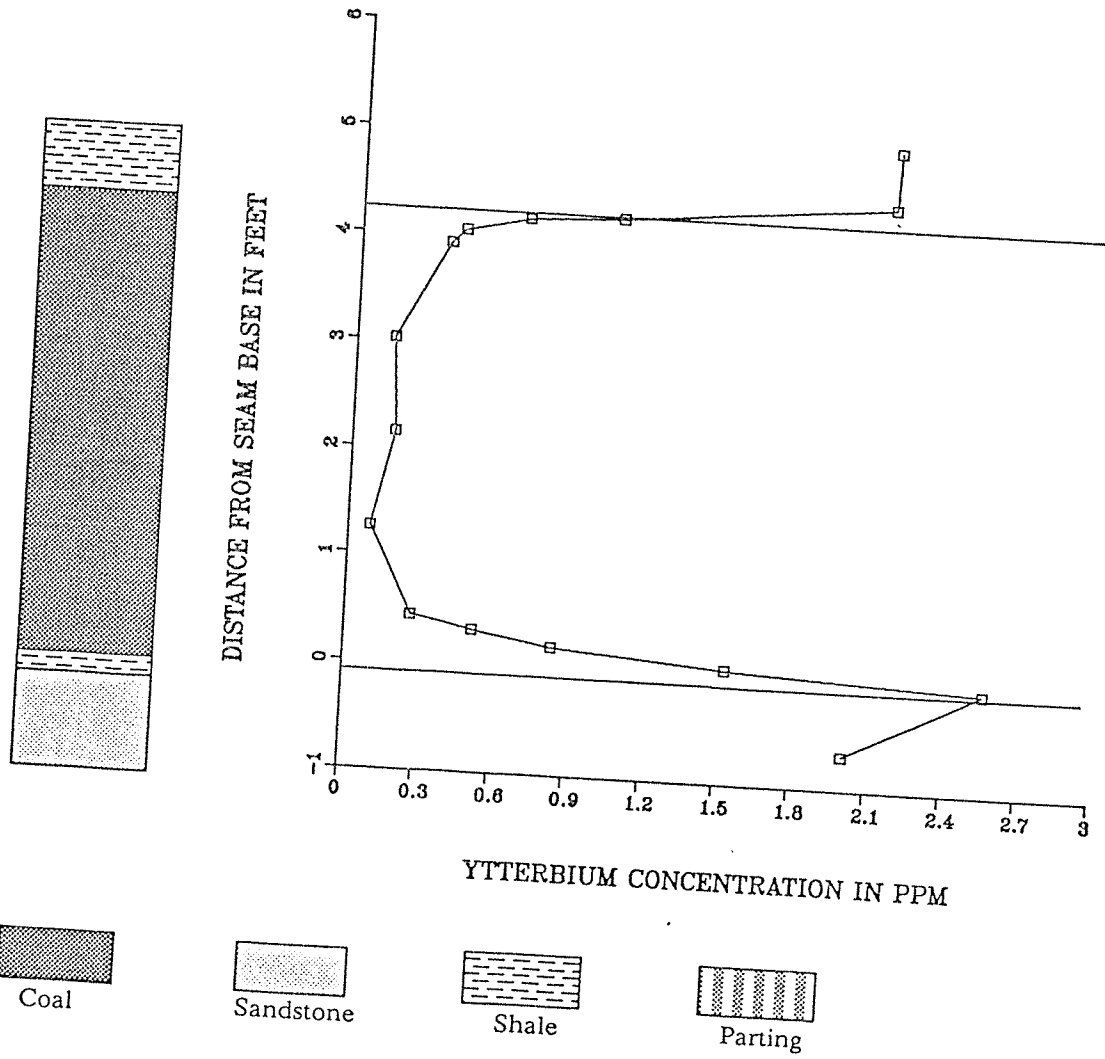 6
5
4
3
2
1
0
-1
DISTANCE FROM SEAM BASE IN FEET
0 0.3 0.6 0.9 1.2 1.5 1.8 2.1 2.4 2.7 3
YTTERBIUM CONCENTRATION IN PPM
Coal
Sandstone
Shale
Parting